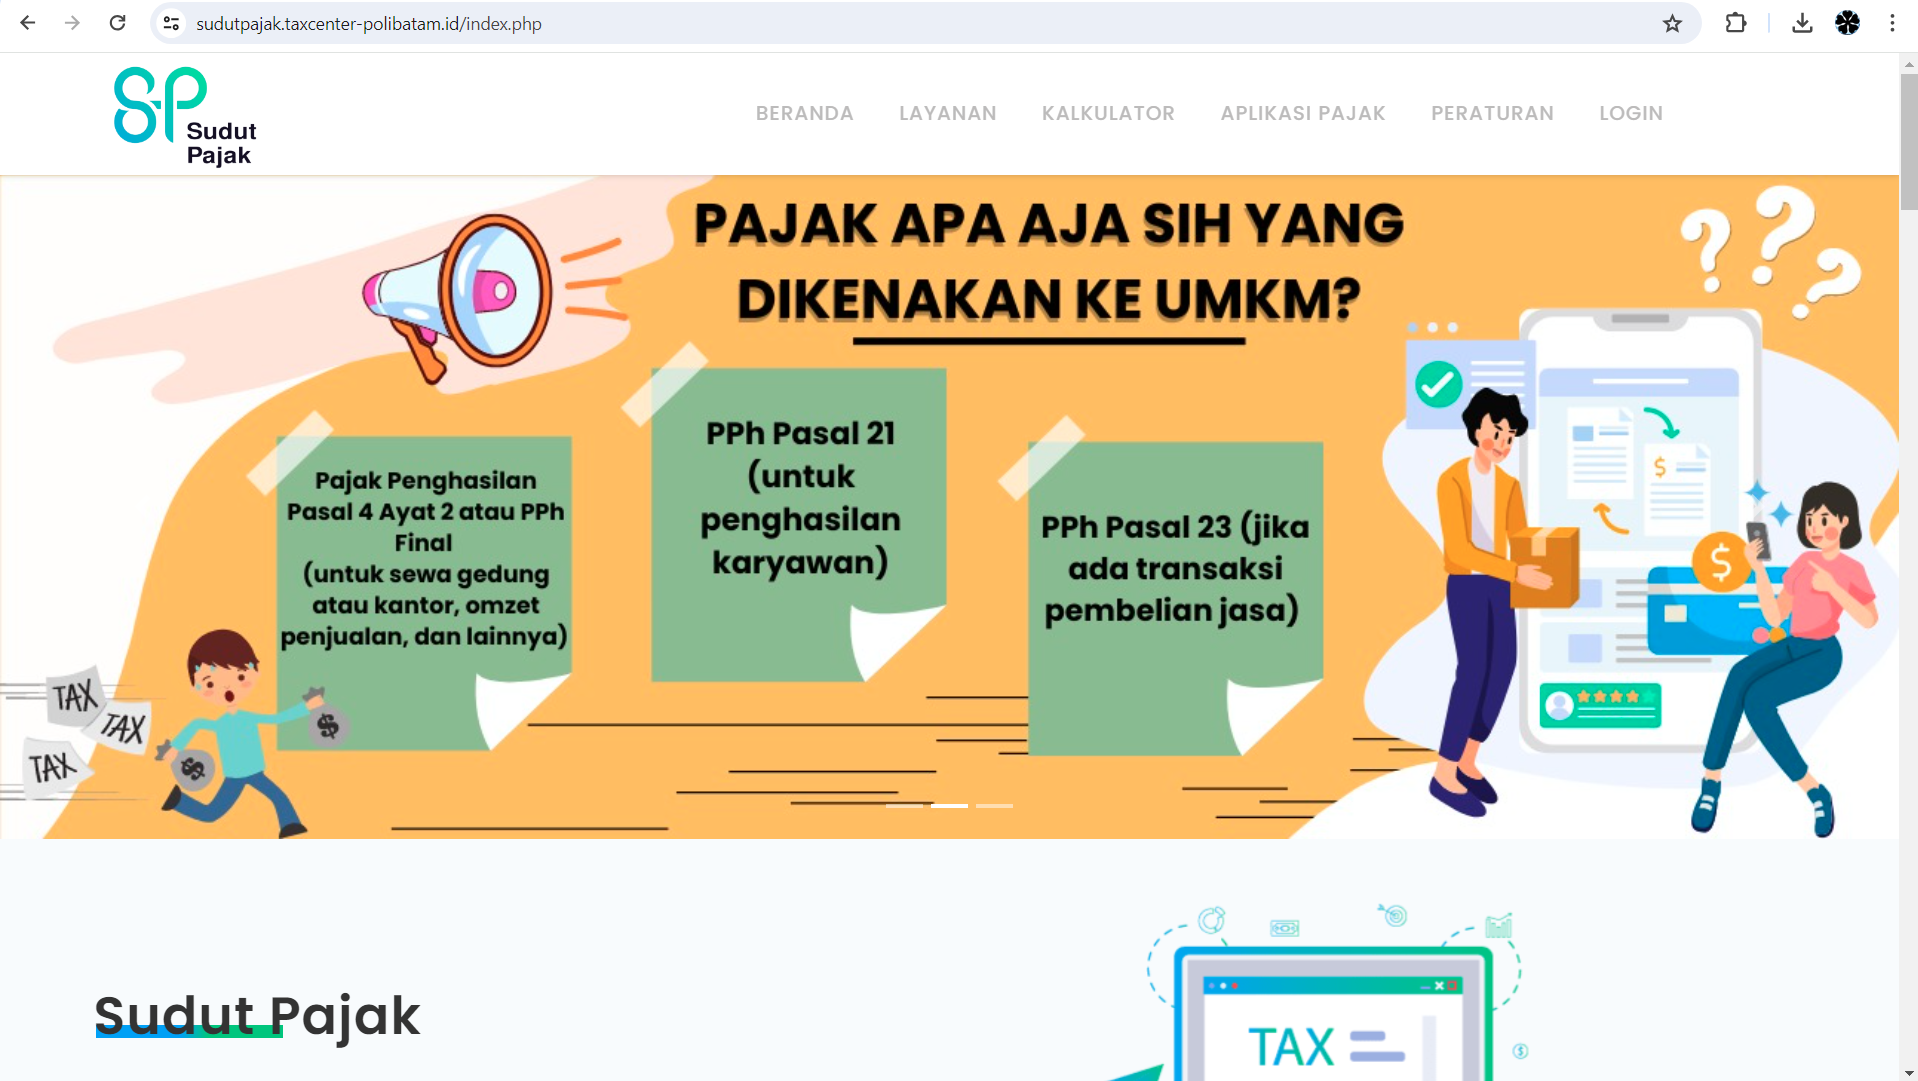 sudutpajak.taxcenter-polibatam.id/index.php
SP
Sudut
Pajak
BERANDA
LAYANAN
KALKULATOR
APLIKASI PAJAK
PERATURAN
LOGIN
PAJAK APA AJA SIH YANG
DIKENAKAN KE UMKM?
Pajak Penghasilan
Pasal 4 Ayat 2 atau PPh
Final
(untuk sewa gedung
atau kantor, omzet
penjualan, dan lainnya)
PPh Pasal 21
(untuk
penghasilan
karyawan)
PPh Pasal 23 (jika
ada transaksi
pembelian jasa)
TAX
TAX
TAX
Sudut Pajak
TAX